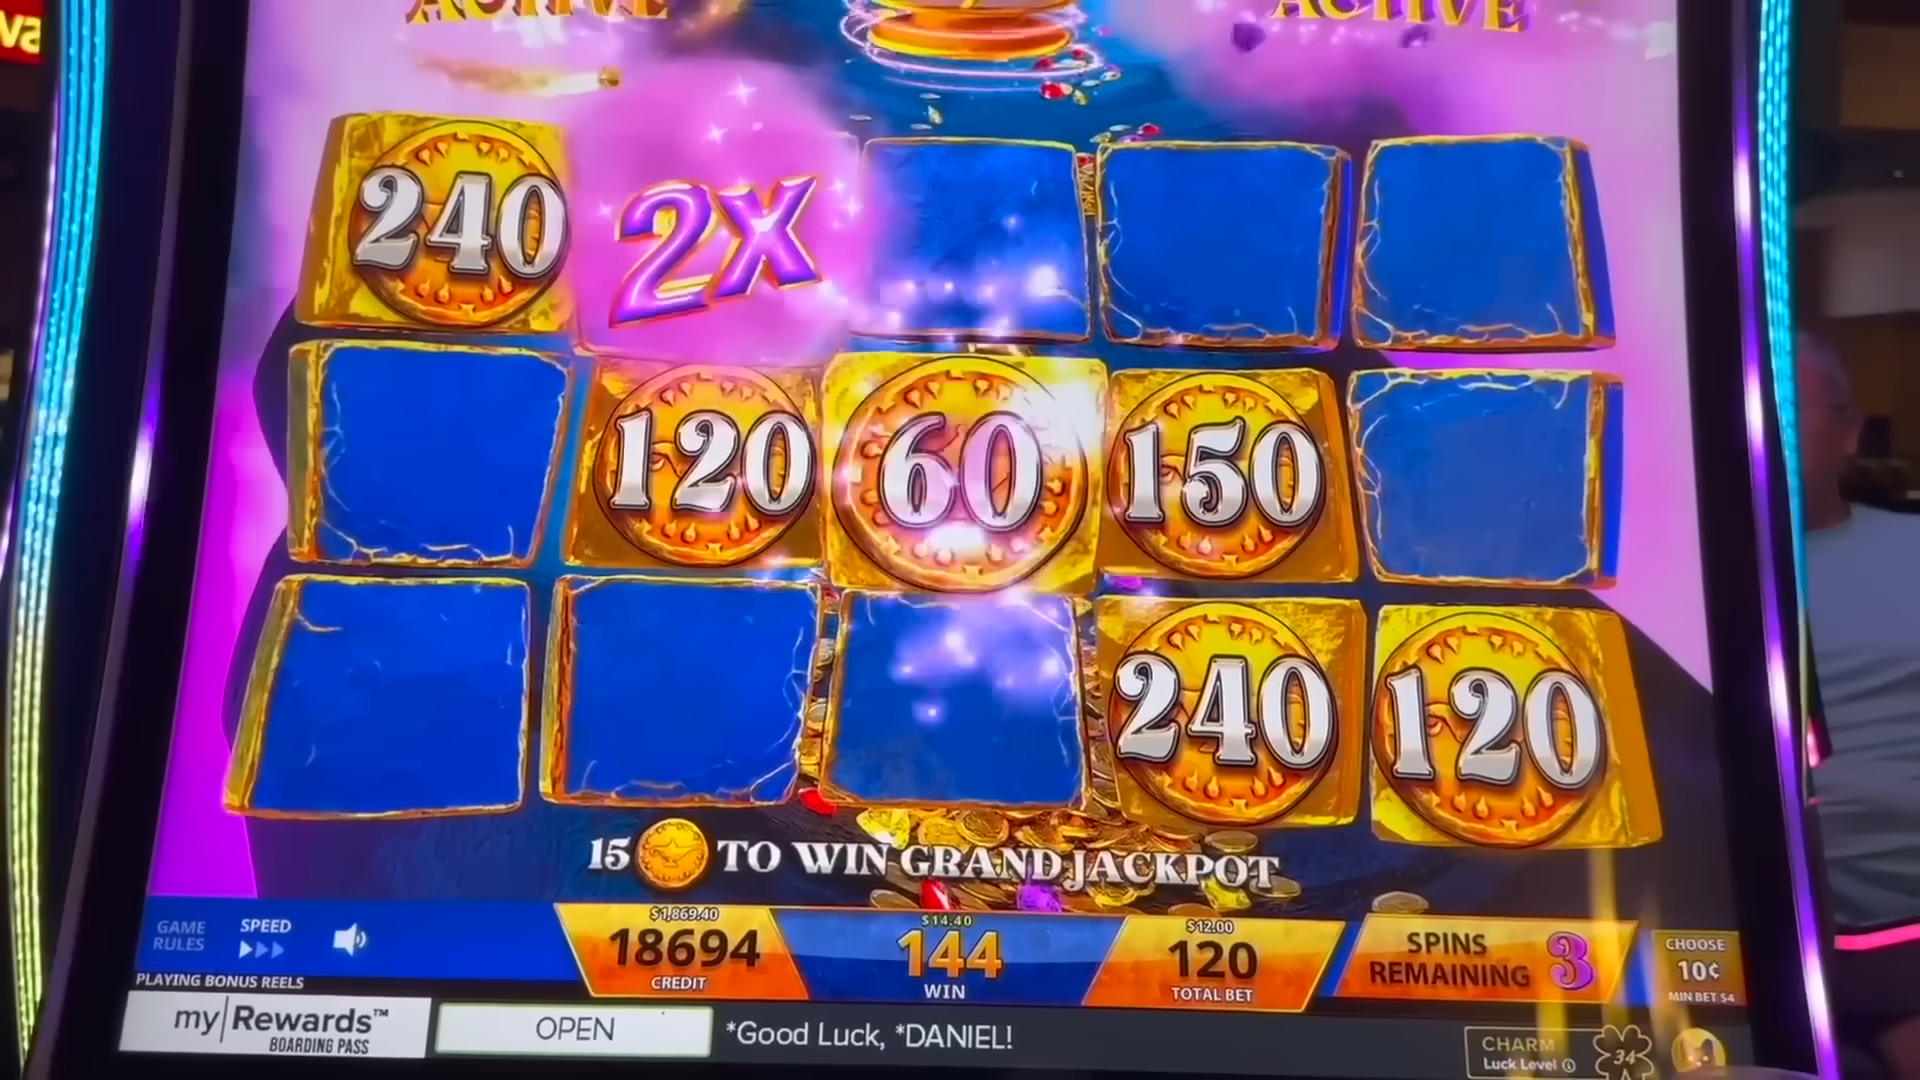 ACTIVE
ACTIVE
240
2X
120
60
150
240
120
15 TO WIN GRAND JACKPOT
GAME RULES
SPEED
$1,869.40
18694
CREDIT
$14.40
144
WIN
$12.00
120
TOTAL BET
SPINS REMAINING 3
CHOOSE
10¢
MIN BET $4
PLAYING BONUS REELS
my|Rewards™
BOARDING PASS
OPEN
*Good Luck, *DANIEL!
CHARM
Luck Level
34